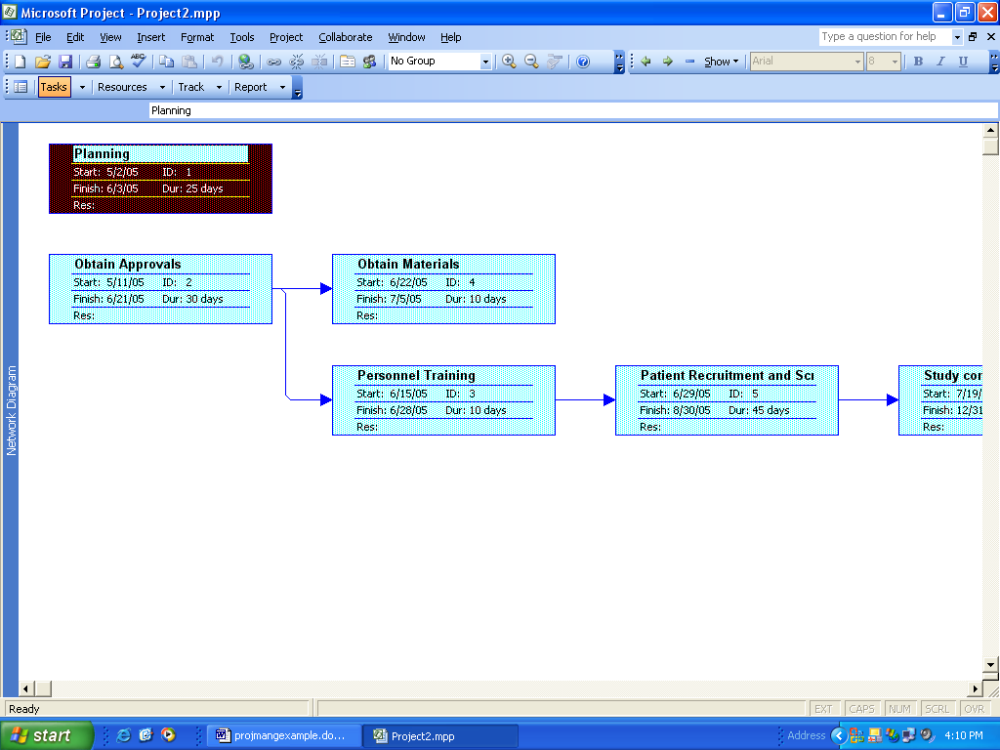 Microsoft Project - Project2.mpp
File Edit View Insert Format Tools Project Collaborate Window Help Type a question for help
No Group Show Arial 8 B I U
Tasks Resources Track Report
Planning
Planning
Start: 5/2/05 ID: 1
Finish: 6/3/05 Dur: 25 days
Res:
Obtain Approvals
Start: 5/11/05 ID: 2
Finish: 6/21/05 Dur: 30 days
Res:
Obtain Materials
Start: 6/22/05 ID: 4
Finish: 7/5/05 Dur: 10 days
Res:
Personnel Training
Start: 6/15/05 ID: 3
Finish: 6/28/05 Dur: 10 days
Res:
Patient Recruitment and Scr
Start: 6/29/05 ID: 5
Finish: 8/30/05 Dur: 45 days
Res:
Study cor
Start: 7/19/
Finish: 12/31
Res:
Network Diagram
Ready EXT CAPS NUM SCRL OVR
start projmangexample.do... Project2.mpp Address 4:10 PM